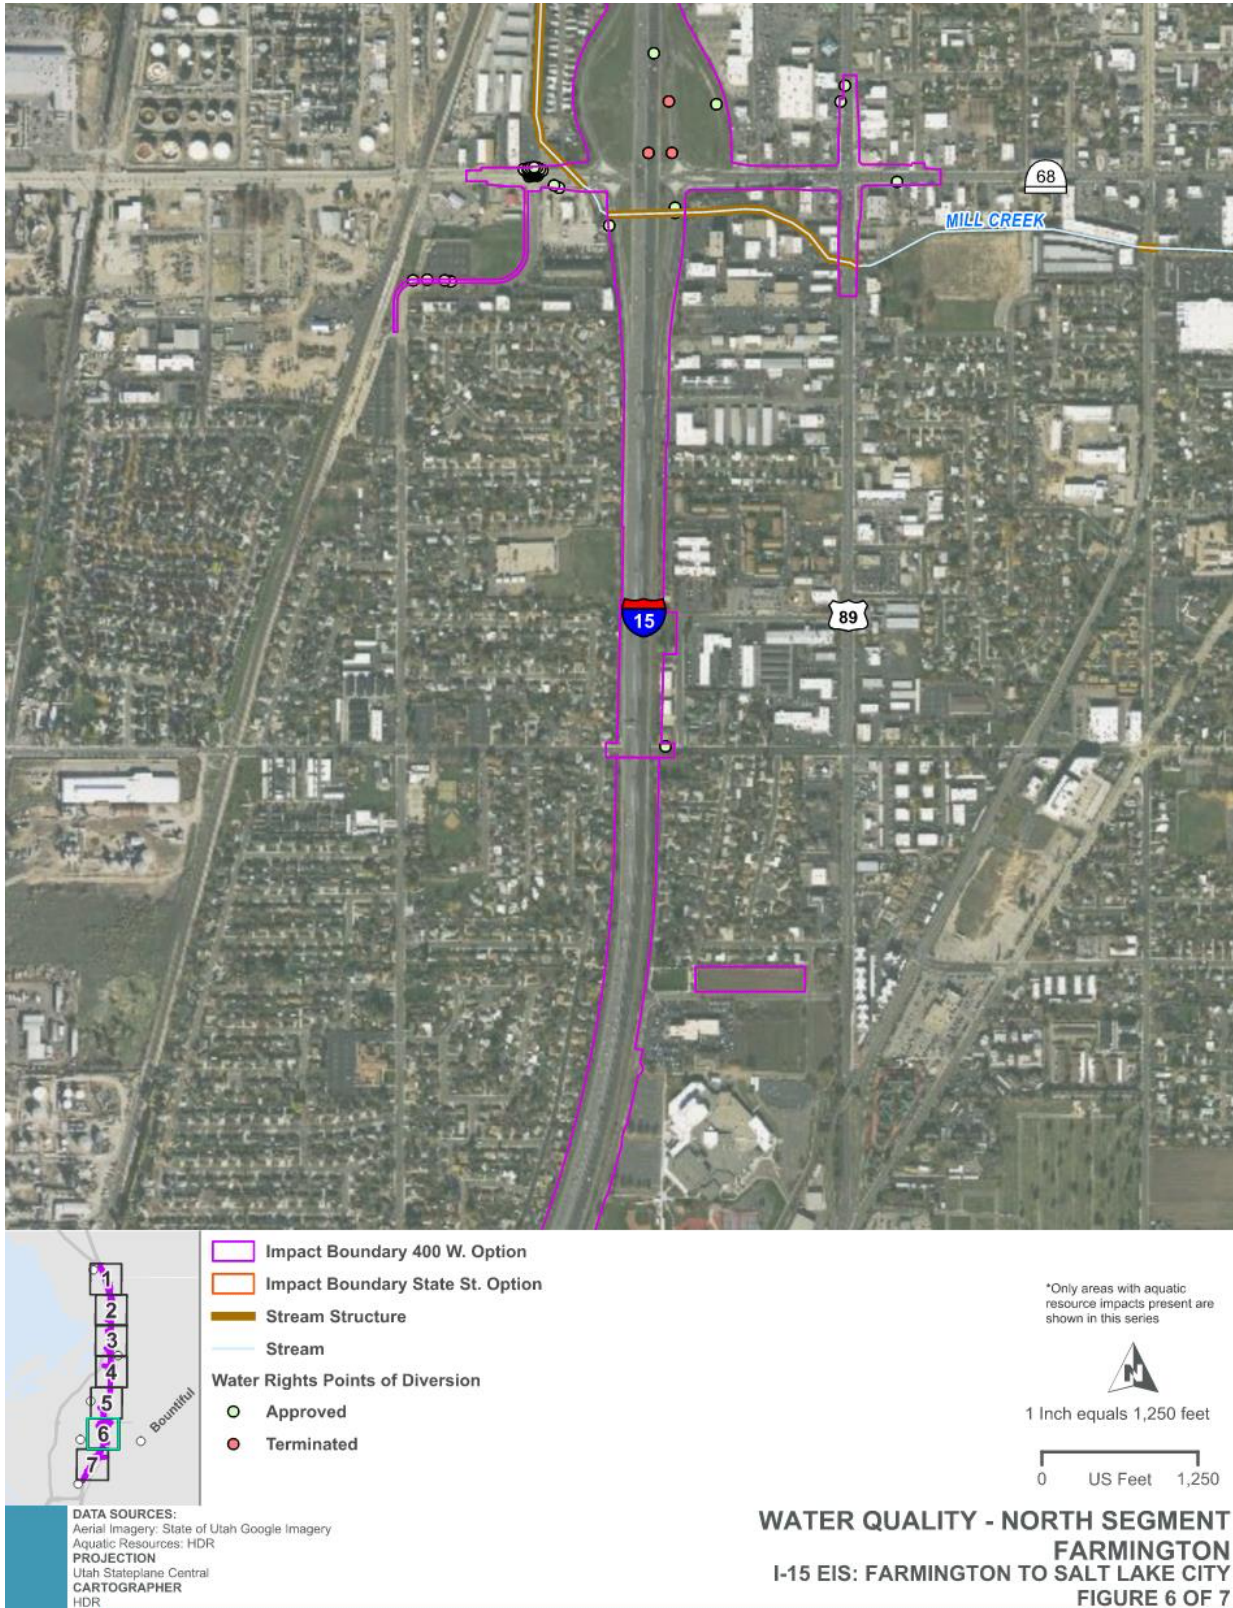 68
MILL CREEK
15
89
1
2
3
4
5
6
7
Bountiful
Impact Boundary 400 W. Option
Impact Boundary State St. Option
Stream Structure
Stream
Water Rights Points of Diversion
Approved
Terminated
*Only areas with aquatic
resource impacts present are
shown in this series
N
1 Inch equals 1,250 feet
0 US Feet 1,250
DATA SOURCES:
Aerial Imagery: State of Utah Google Imagery
Aquatic Resources: HDR
PROJECTION
Utah Stateplane Central
CARTOGRAPHER
HDR
WATER QUALITY - NORTH SEGMENT
FARMINGTON
I-15 EIS: FARMINGTON TO SALT LAKE CITY
FIGURE 6 OF 7